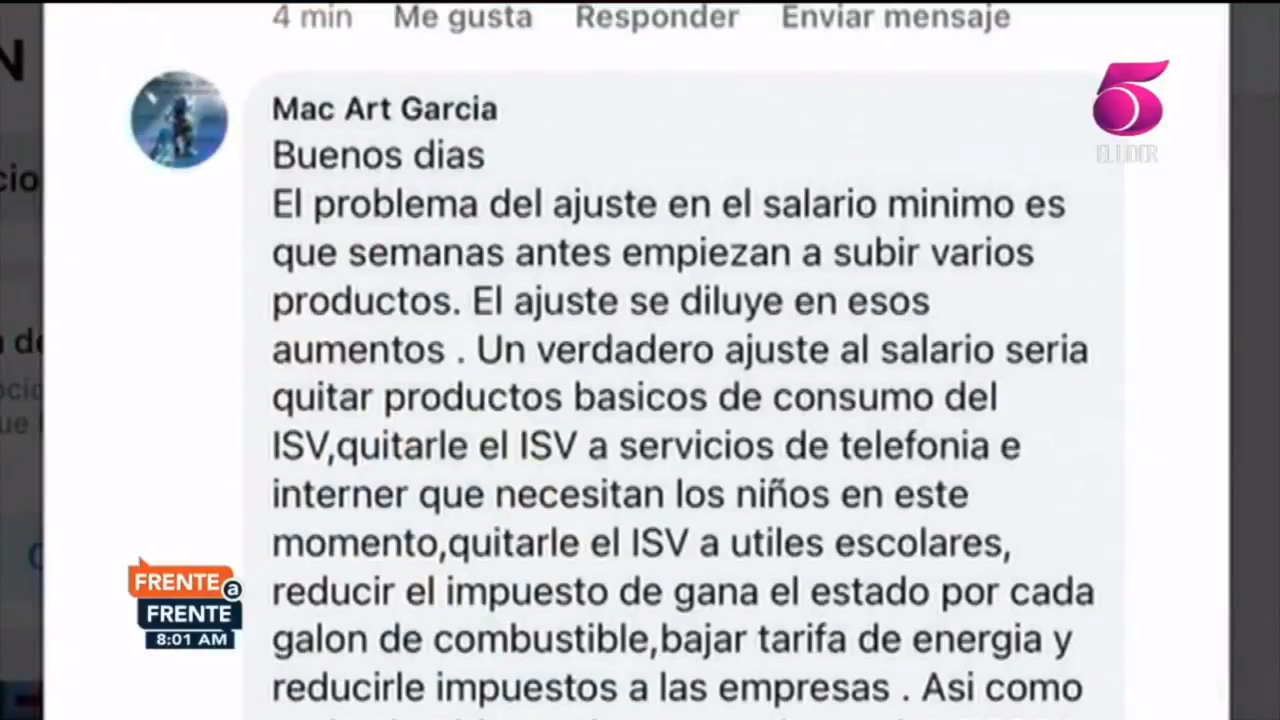 4 min Me gusta Responder Enviar mensaje
Mac Art Garcia
Buenos dias
El problema del ajuste en el salario minimo es
que semanas antes empiezan a subir varios
productos. El ajuste se diluye en esos
aumentos . Un verdadero ajuste al salario seria
quitar productos basicos de consumo del
ISV,quitarle el ISV a servicios de telefonia e
interner que necesitan los niños en este
momento,quitarle el ISV a utiles escolares,
reducir el impuesto de gana el estado por cada
galon de combustible,bajar tarifa de energia y
reducirle impuestos a las empresas . Asi como
5
EL LIDER
FRENTE a
FRENTE
8:01 AM